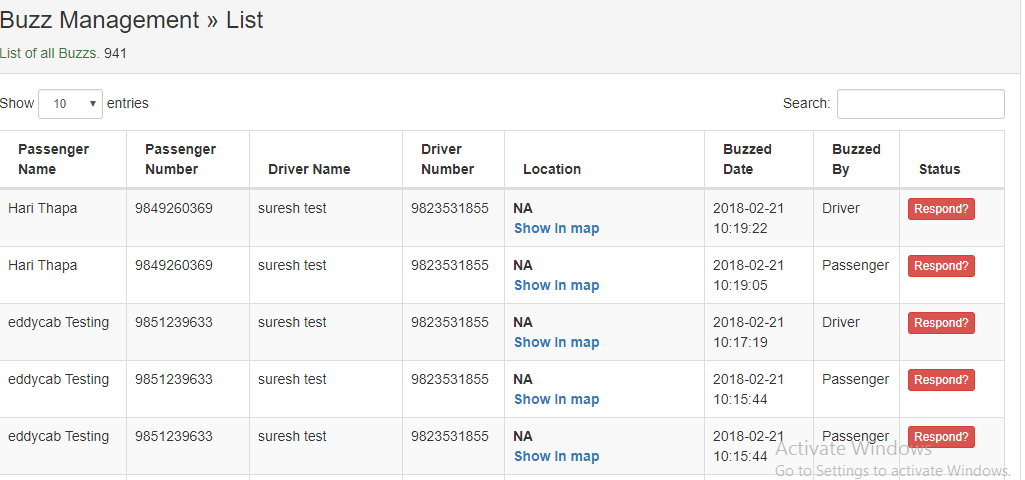 Buzz Management » List
List of all Buzzs. 941
Show 10 entries Search:
Passenger Name Passenger Number Driver Name Driver Number Location Buzzed Date Buzzed By Status
Hari Thapa 9849260369 suresh test 9823531855 NA 2018-02-21 Driver Respond?
Show In map 10:19:22
Hari Thapa 9849260369 suresh test 9823531855 NA 2018-02-21 Passenger Respond?
Show In map 10:19:05
eddycab Testing 9851239633 suresh test 9823531855 NA 2018-02-21 Driver Respond?
Show In map 10:17:19
eddycab Testing 9851239633 suresh test 9823531855 NA 2018-02-21 Passenger Respond?
Show In map 10:15:44
eddycab Testing 9851239633 suresh test 9823531855 NA 2018-02-21 Passenger Respond?
Show In map 10:15:44
Activate Windows
Go to Settings to activate Windows.